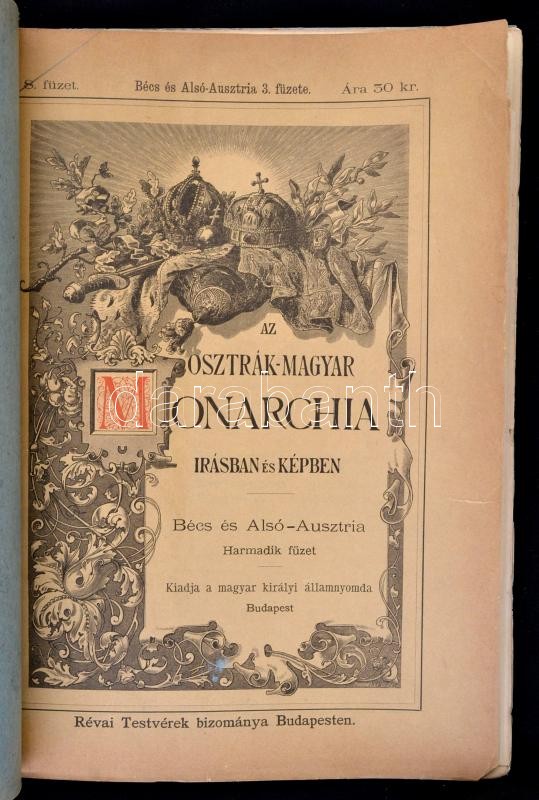 8. füzet. Bécs és Alsó-Ausztria 3. füzete. Ára 30 kr.
AZ
OSZTRÁK-MAGYAR
MONARCHIA
IRÁSBAN ÉS KÉPBEN
Bécs és Alsó-Ausztria
Harmadik füzet
Kiadja a magyar királyi államnyomda
Budapest
Révai Testvérek bizománya Budapesten.
darabanth